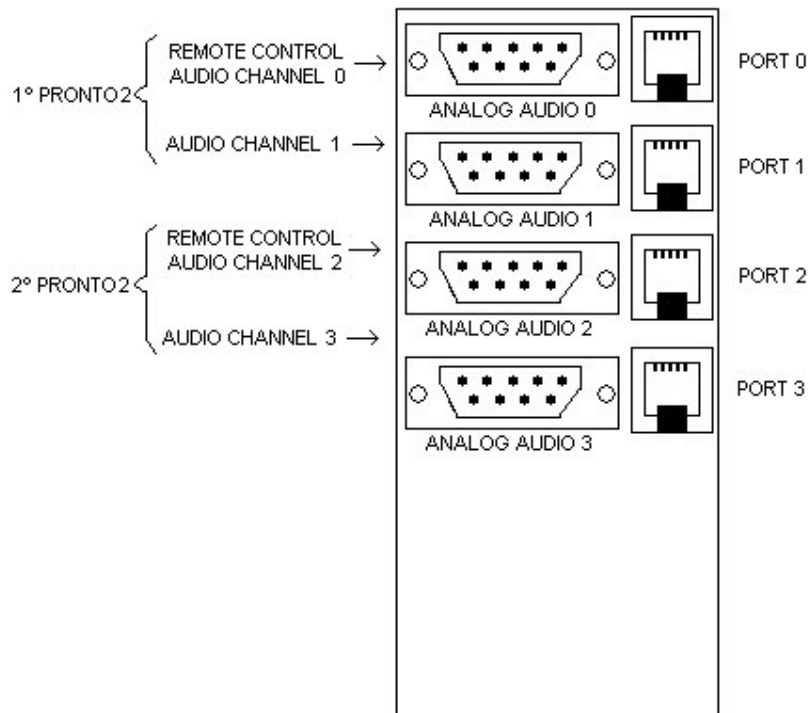 1º PRONTO2
REMOTE CONTROL
AUDIO CHANNEL 0
AUDIO CHANNEL 1
2º PRONTO2
REMOTE CONTROL
AUDIO CHANNEL 2
AUDIO CHANNEL 3
ANALOG AUDIO 0
PORT 0
ANALOG AUDIO 1
PORT 1
ANALOG AUDIO 2
PORT 2
ANALOG AUDIO 3
PORT 3